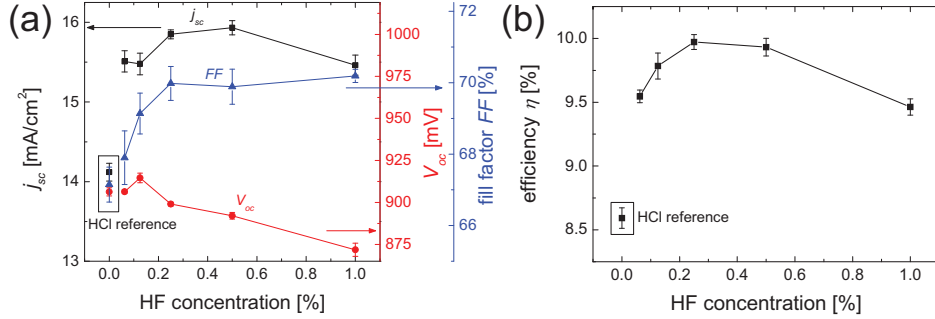 (a)
16
15
14
13
j_sc [mA/cm²]
j_sc
FF
V_oc
HCl reference
0.0 0.2 0.4 0.6 0.8 1.0
HF concentration [%]
1000
975
950
925
900
875
V_oc [mV]
72
70
68
66
fill factor FF [%]
(b)
10.0
9.5
9.0
8.5
efficiency η [%]
HCl reference
0.0 0.2 0.4 0.6 0.8 1.0
HF concentration [%]